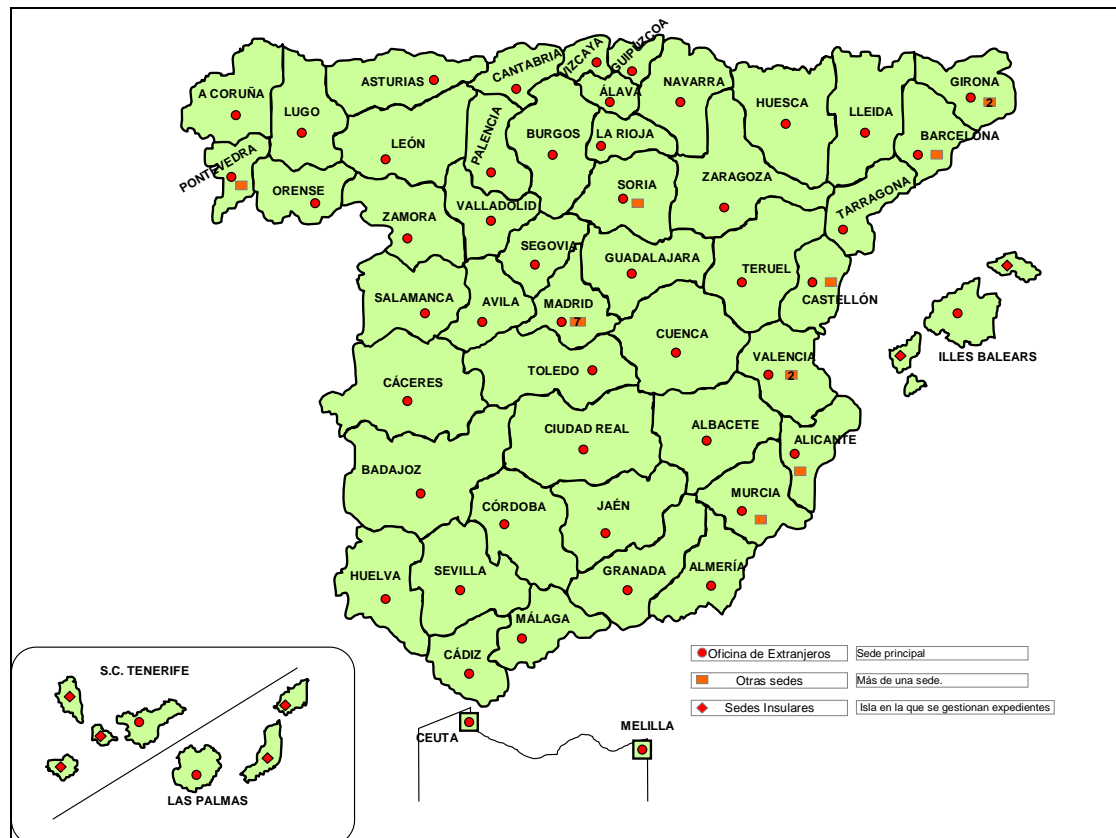 VIZCAYA
GUIPÚZCOA
CANTABRIA
ASTURIAS
A CORUÑA
LUGO
NAVARRA
GIRONA
ÁLAVA
HUESCA
LLEIDA
2
BURGOS
LA RIOJA
BARCELONA
LEÓN
PALENCIA
PONTEVEDRA
ORENSE
SORIA
ZARAGOZA
TARRAGONA
VALLADOLID
ZAMORA
SEGOVIA
GUADALAJARA
TERUEL
SALAMANCA
AVILA
MADRID
7
CASTELLÓN
CUENCA
VALENCIA
2
ILLES BALEARS
TOLEDO
CÁCERES
ALBACETE
CIUDAD REAL
ALICANTE
BADAJOZ
MURCIA
CÓRDOBA
JAÉN
HUELVA
SEVILLA
GRANADA
ALMERÍA
MÁLAGA
CÁDIZ
Oficina de Extranjeros
Sede principal
Otras sedes
Más de una sede.
Sedes Insulares
Isla en la que se gestionan expedientes
S.C. TENERIFE
CEUTA
MELILLA
LAS PALMAS